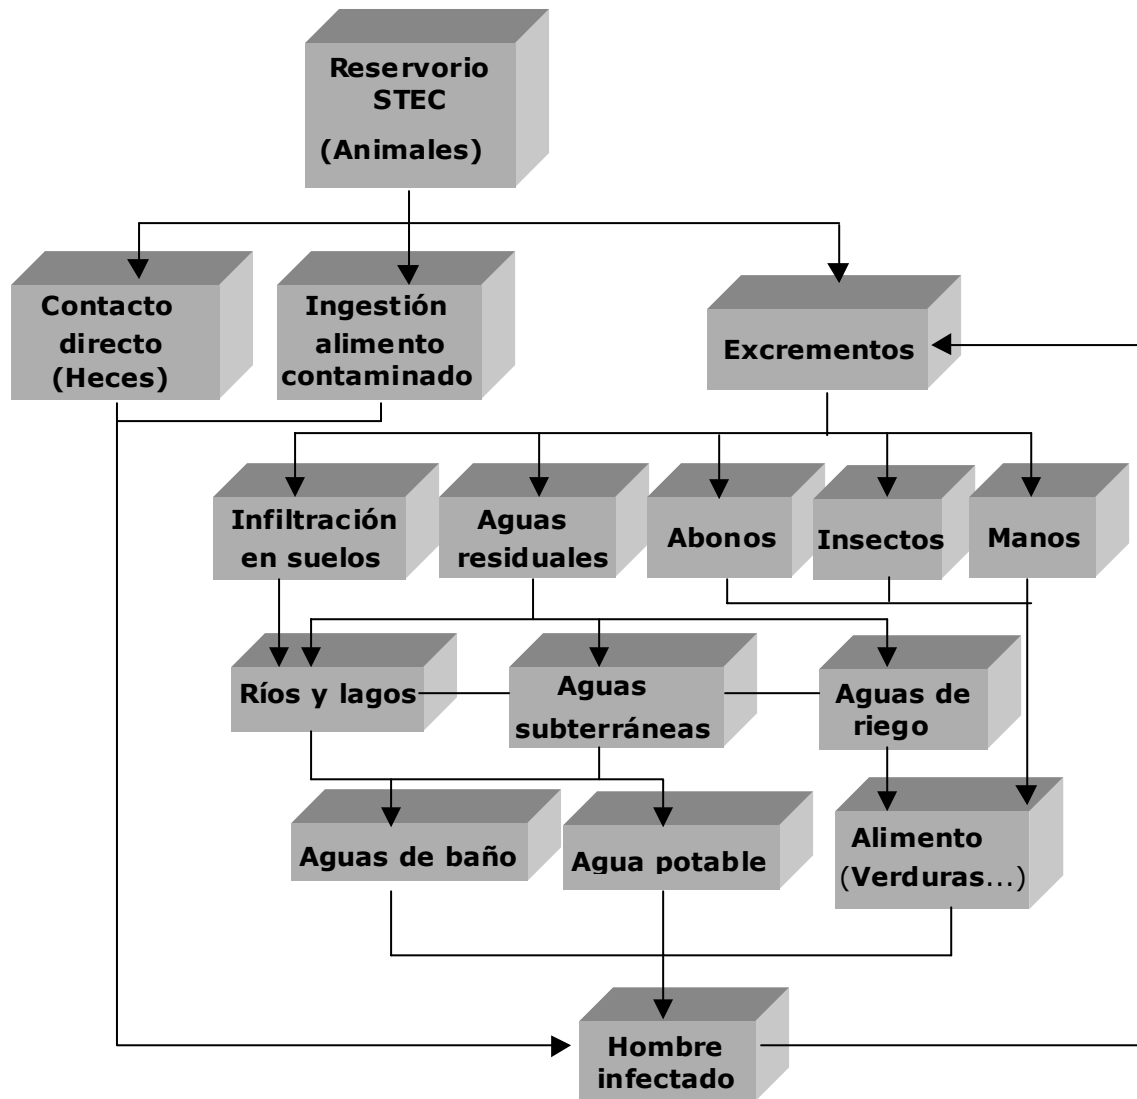 Reservorio
STEC
(Animales)
Contacto
directo
(Heces)
Ingestión
alimento
contaminado
Excrementos
Infiltración
en suelos
Aguas
residuales
Abonos
Insectos
Manos
Ríos y lagos
Aguas
subterráneas
Aguas de
riego
Aguas de baño
Agua potable
Alimento
(Verduras...)
Hombre
infectado